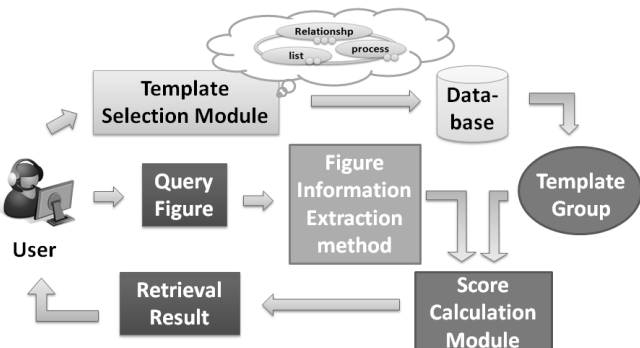 Relationshp
list
process
Template
Selection Module
Data-
base
Query
Figure
Figure
Information
Extraction
method
Template
Group
User
Retrieval
Result
Score
Calculation
Module